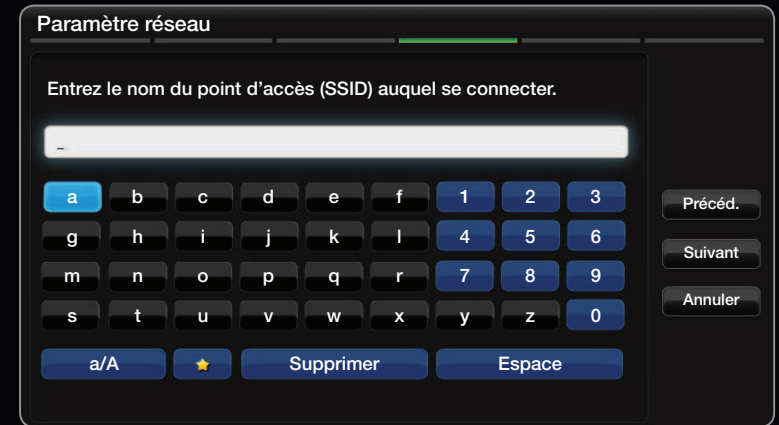 Paramètre réseau
Entrez le nom du point d’accès (SSID) auquel se connecter.
_
a b c d e f 1 2 3
Précéd.
g h i j k l 4 5 6
Suivant
m n o p q r 7 8 9
Annuler
s t u v w x y z 0
a/A Supprimer Espace